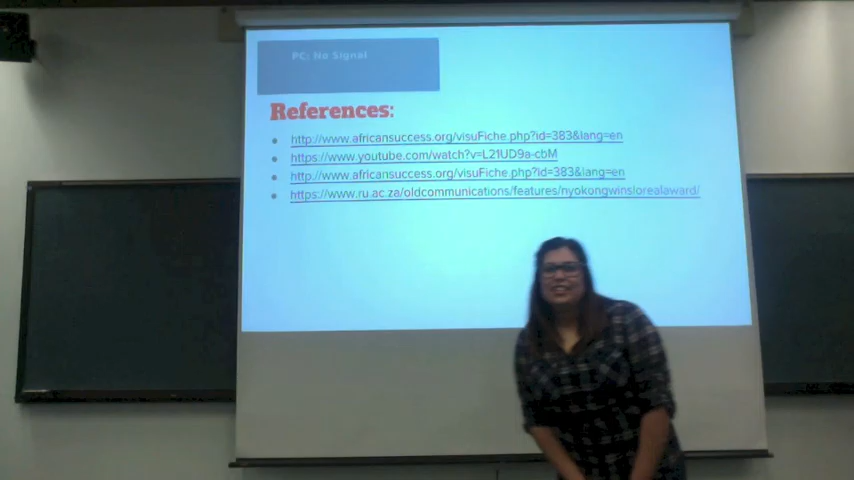 PC: No Signal
References:
http://www.africansuccess.org/visuFiche.php?id=383&lang=en
https://www.youtube.com/watch?v=L21UD9a-cbM
http://www.africansuccess.org/visuFiche.php?id=383&lang=en
https://www.ru.ac.za/oldcommunications/features/nyokongwinslorealaward/